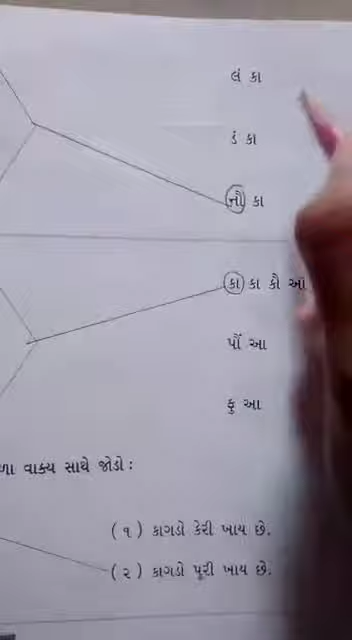 લં કા
ડં કા
નૌ કા
કા કા કૌ આ
પૌં આ
ફુ આ
ળા વાક્ય સાથે જોડો :
( ૧ ) કાગડો કેરી ખાય છે.
( ૨ ) કાગડો પૂરી ખાય છે.